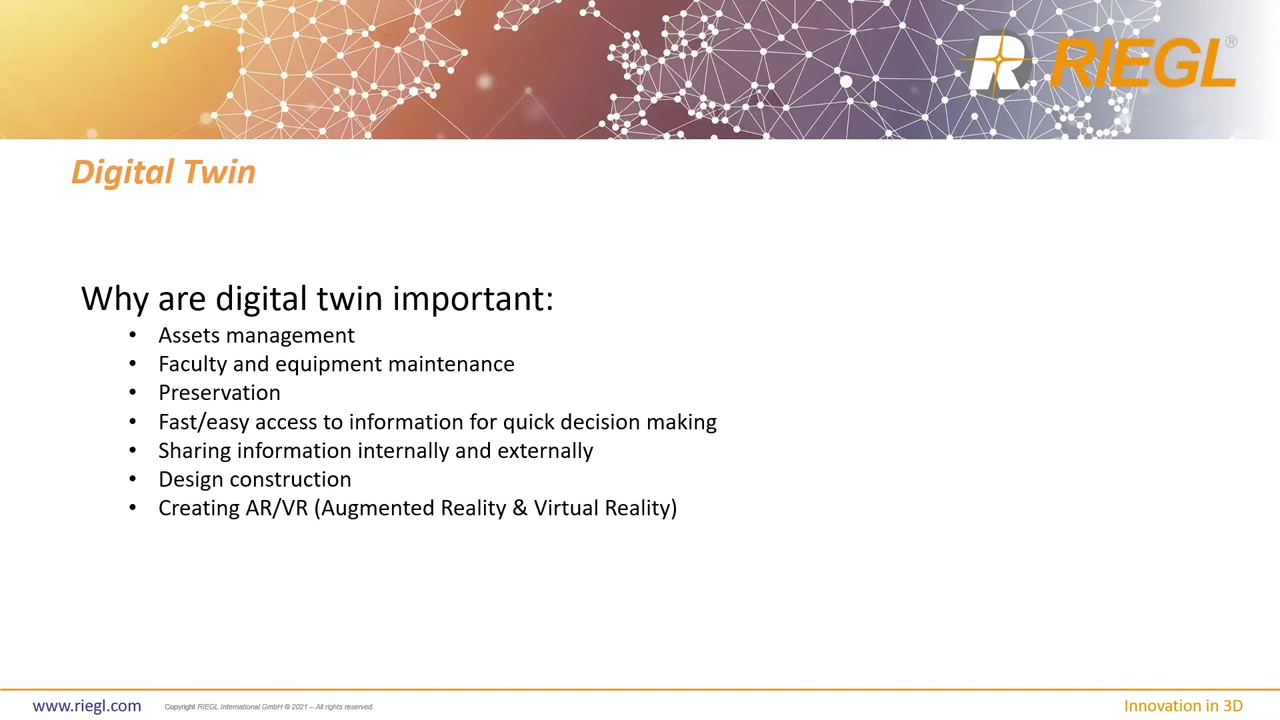 RIEGL®
Digital Twin
Why are digital twin important:
• Assets management
• Faculty and equipment maintenance
• Preservation
• Fast/easy access to information for quick decision making
• Sharing information internally and externally
• Design construction
• Creating AR/VR (Augmented Reality & Virtual Reality)
www.riegl.com
Copyright RIEGL International GmbH © 2021 – All rights reserved.
Innovation in 3D